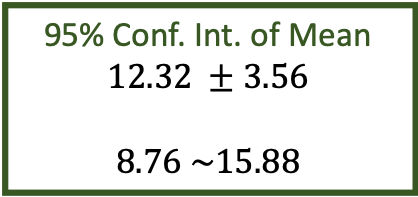 95% Conf. Int. of Mean
12.32 ± 3.56
8.76 ~15.88